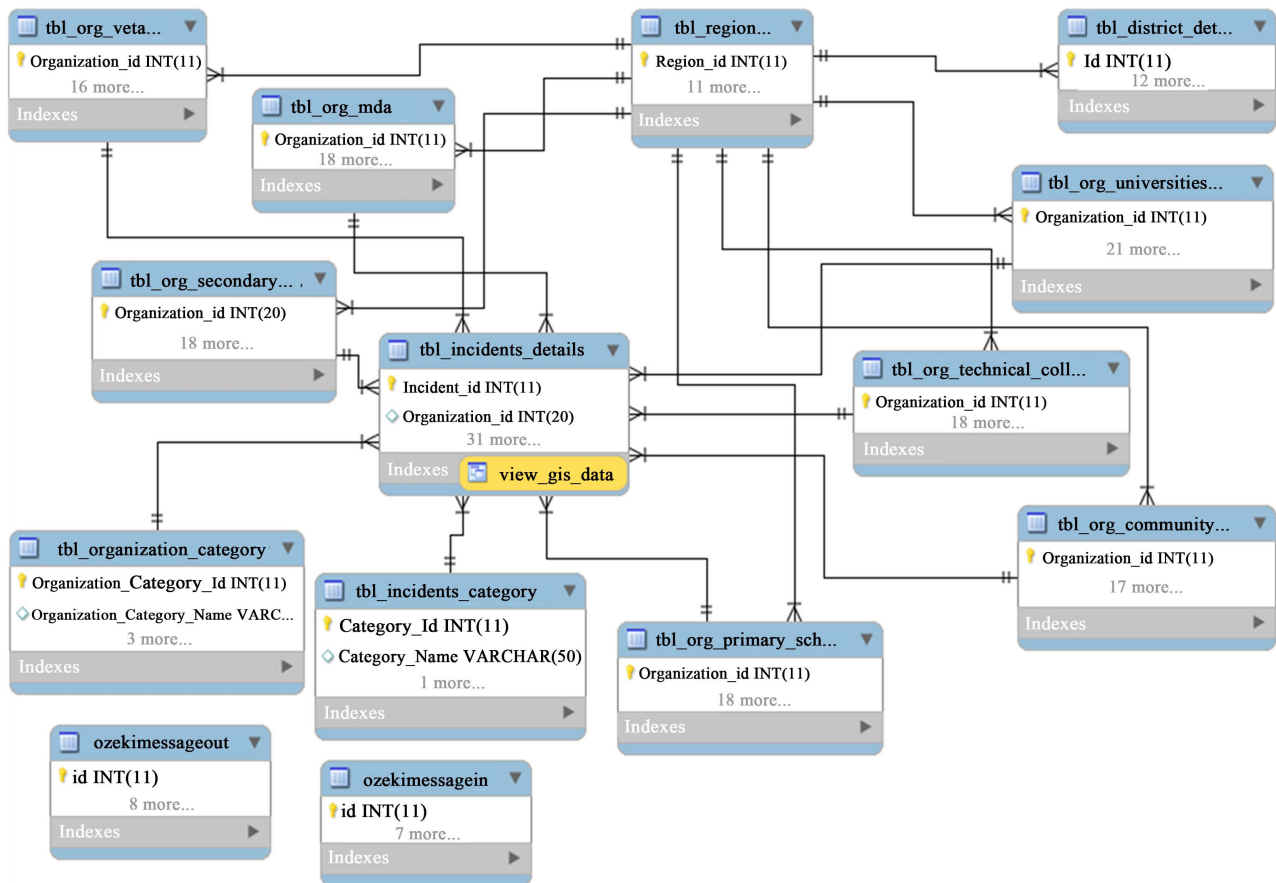 tbl_org_veta...
Organization_id INT(11)
16 more...
Indexes
tbl_region...
Region_id INT(11)
11 more...
Indexes
tbl_district_det...
Id INT(11)
12 more...
Indexes
tbl_org_mda
Organization_id INT(11)
18 more...
Indexes
tbl_org_universities...
Organization_id INT(11)
21 more...
Indexes
tbl_org_secondary... .
Organization_id INT(20)
18 more...
Indexes
tbl_incidents_details
Incident_id INT(11)
Organization_id INT(20)
31 more...
Indexes
view_gis_data
tbl_org_technical_coll...
Organization_id INT(11)
18 more...
Indexes
tbl_org_community...
Organization_id INT(11)
17 more...
Indexes
tbl_organization_category
Organization_Category_Id INT(11)
Organization_Category_Name VARC...
3 more...
Indexes
tbl_incidents_category
Category_Id INT(11)
Category_Name VARCHAR(50)
1 more...
Indexes
tbl_org_primary_sch...
Organization_id INT(11)
18 more...
Indexes
ozekimessageout
id INT(11)
8 more...
Indexes
ozekimessagein
id INT(11)
7 more...
Indexes